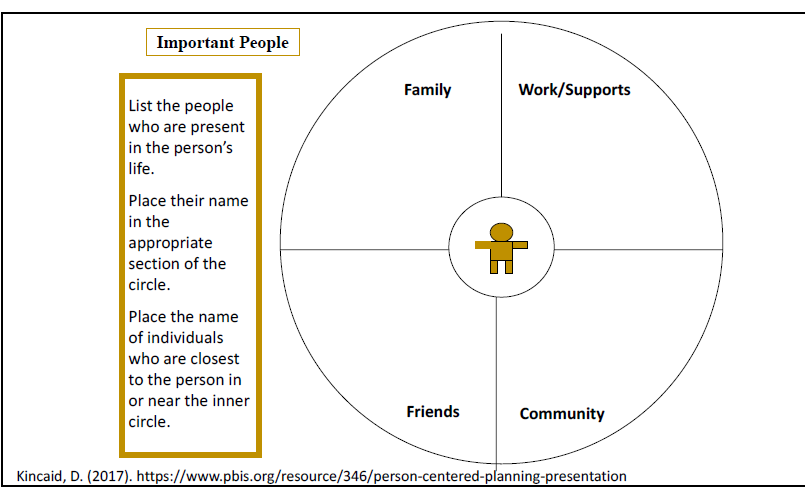 Important People
List the people
who are present
in the person’s
life.
Place their name
in the
appropriate
section of the
circle.
Place the name
of individuals
who are closest
to the person in
or near the inner
circle.
Family
Work/Supports
Friends
Community
Kincaid, D. (2017). https://www.pbis.org/resource/346/person-centered-planning-presentation